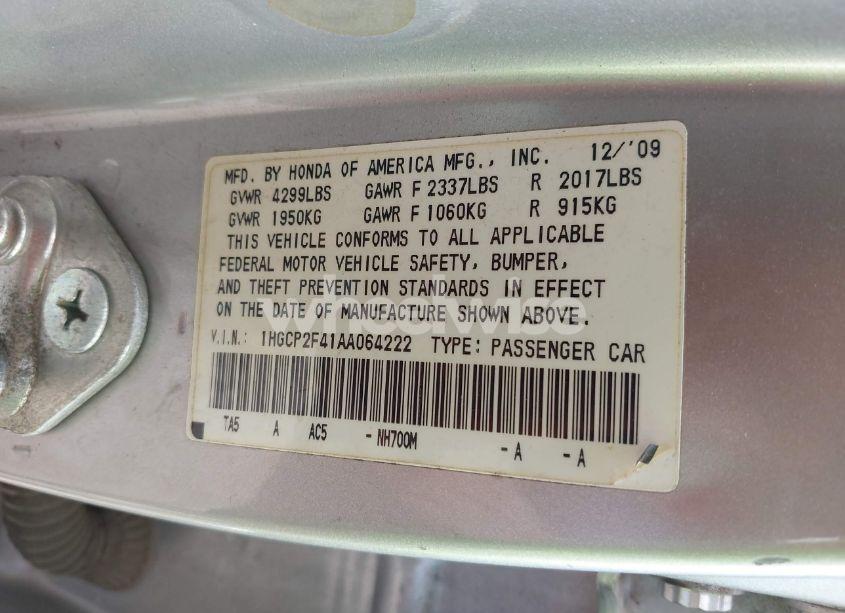 MFD. BY HONDA OF AMERICA MFG., INC. 12/'09
GVWR 4299LBS GAWR F 2337LBS R 2017LBS
GVWR 1950KG GAWR F 1060KG R 915KG
THIS VEHICLE CONFORMS TO ALL APPLICABLE
FEDERAL MOTOR VEHICLE SAFETY, BUMPER,
AND THEFT PREVENTION STANDARDS IN EFFECT
ON THE DATE OF MANUFACTURE SHOWN ABOVE.
wheelwise
V.I.N.: 1HGCP2F41AA064222 TYPE: PASSENGER CAR
TA5 A AC5 - NH700M - A - A